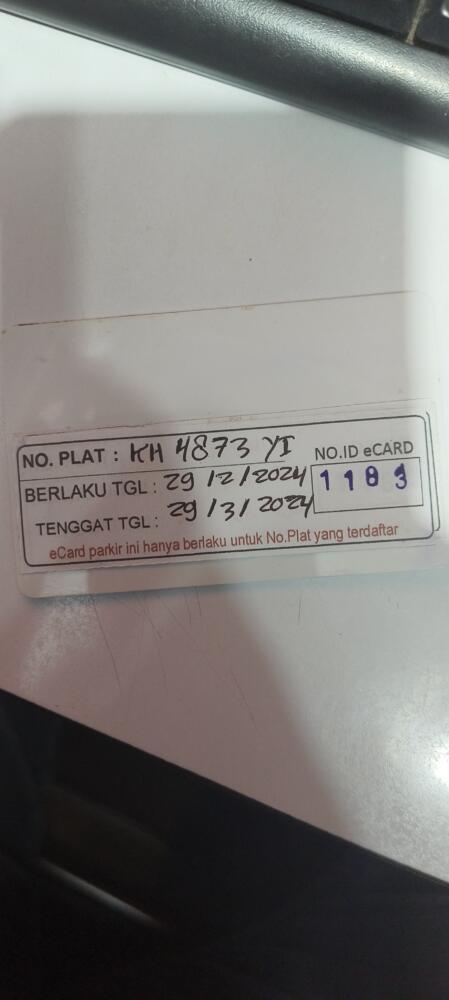 NO. PLAT : KH 4873 YI
NO.ID eCARD
BERLAKU TGL : 29/2/2024
1183
TENGGAT TGL : 29/3/2024
eCard parkir ini hanya berlaku untuk No.Plat yang terdaftar